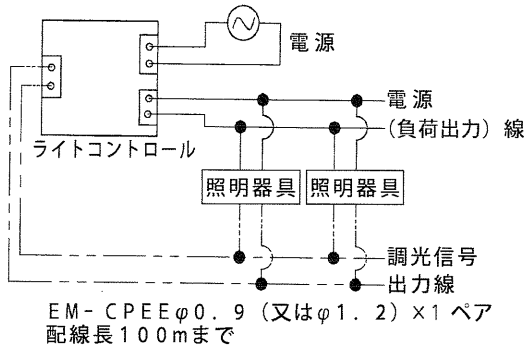 電源
電源
(負荷出力) 線
ライトコントロール
照明器具 照明器具
調光信号
出力線
EM- CPEEφ0. 9 (又はφ1. 2) ×1 ペア
配線長100mまで